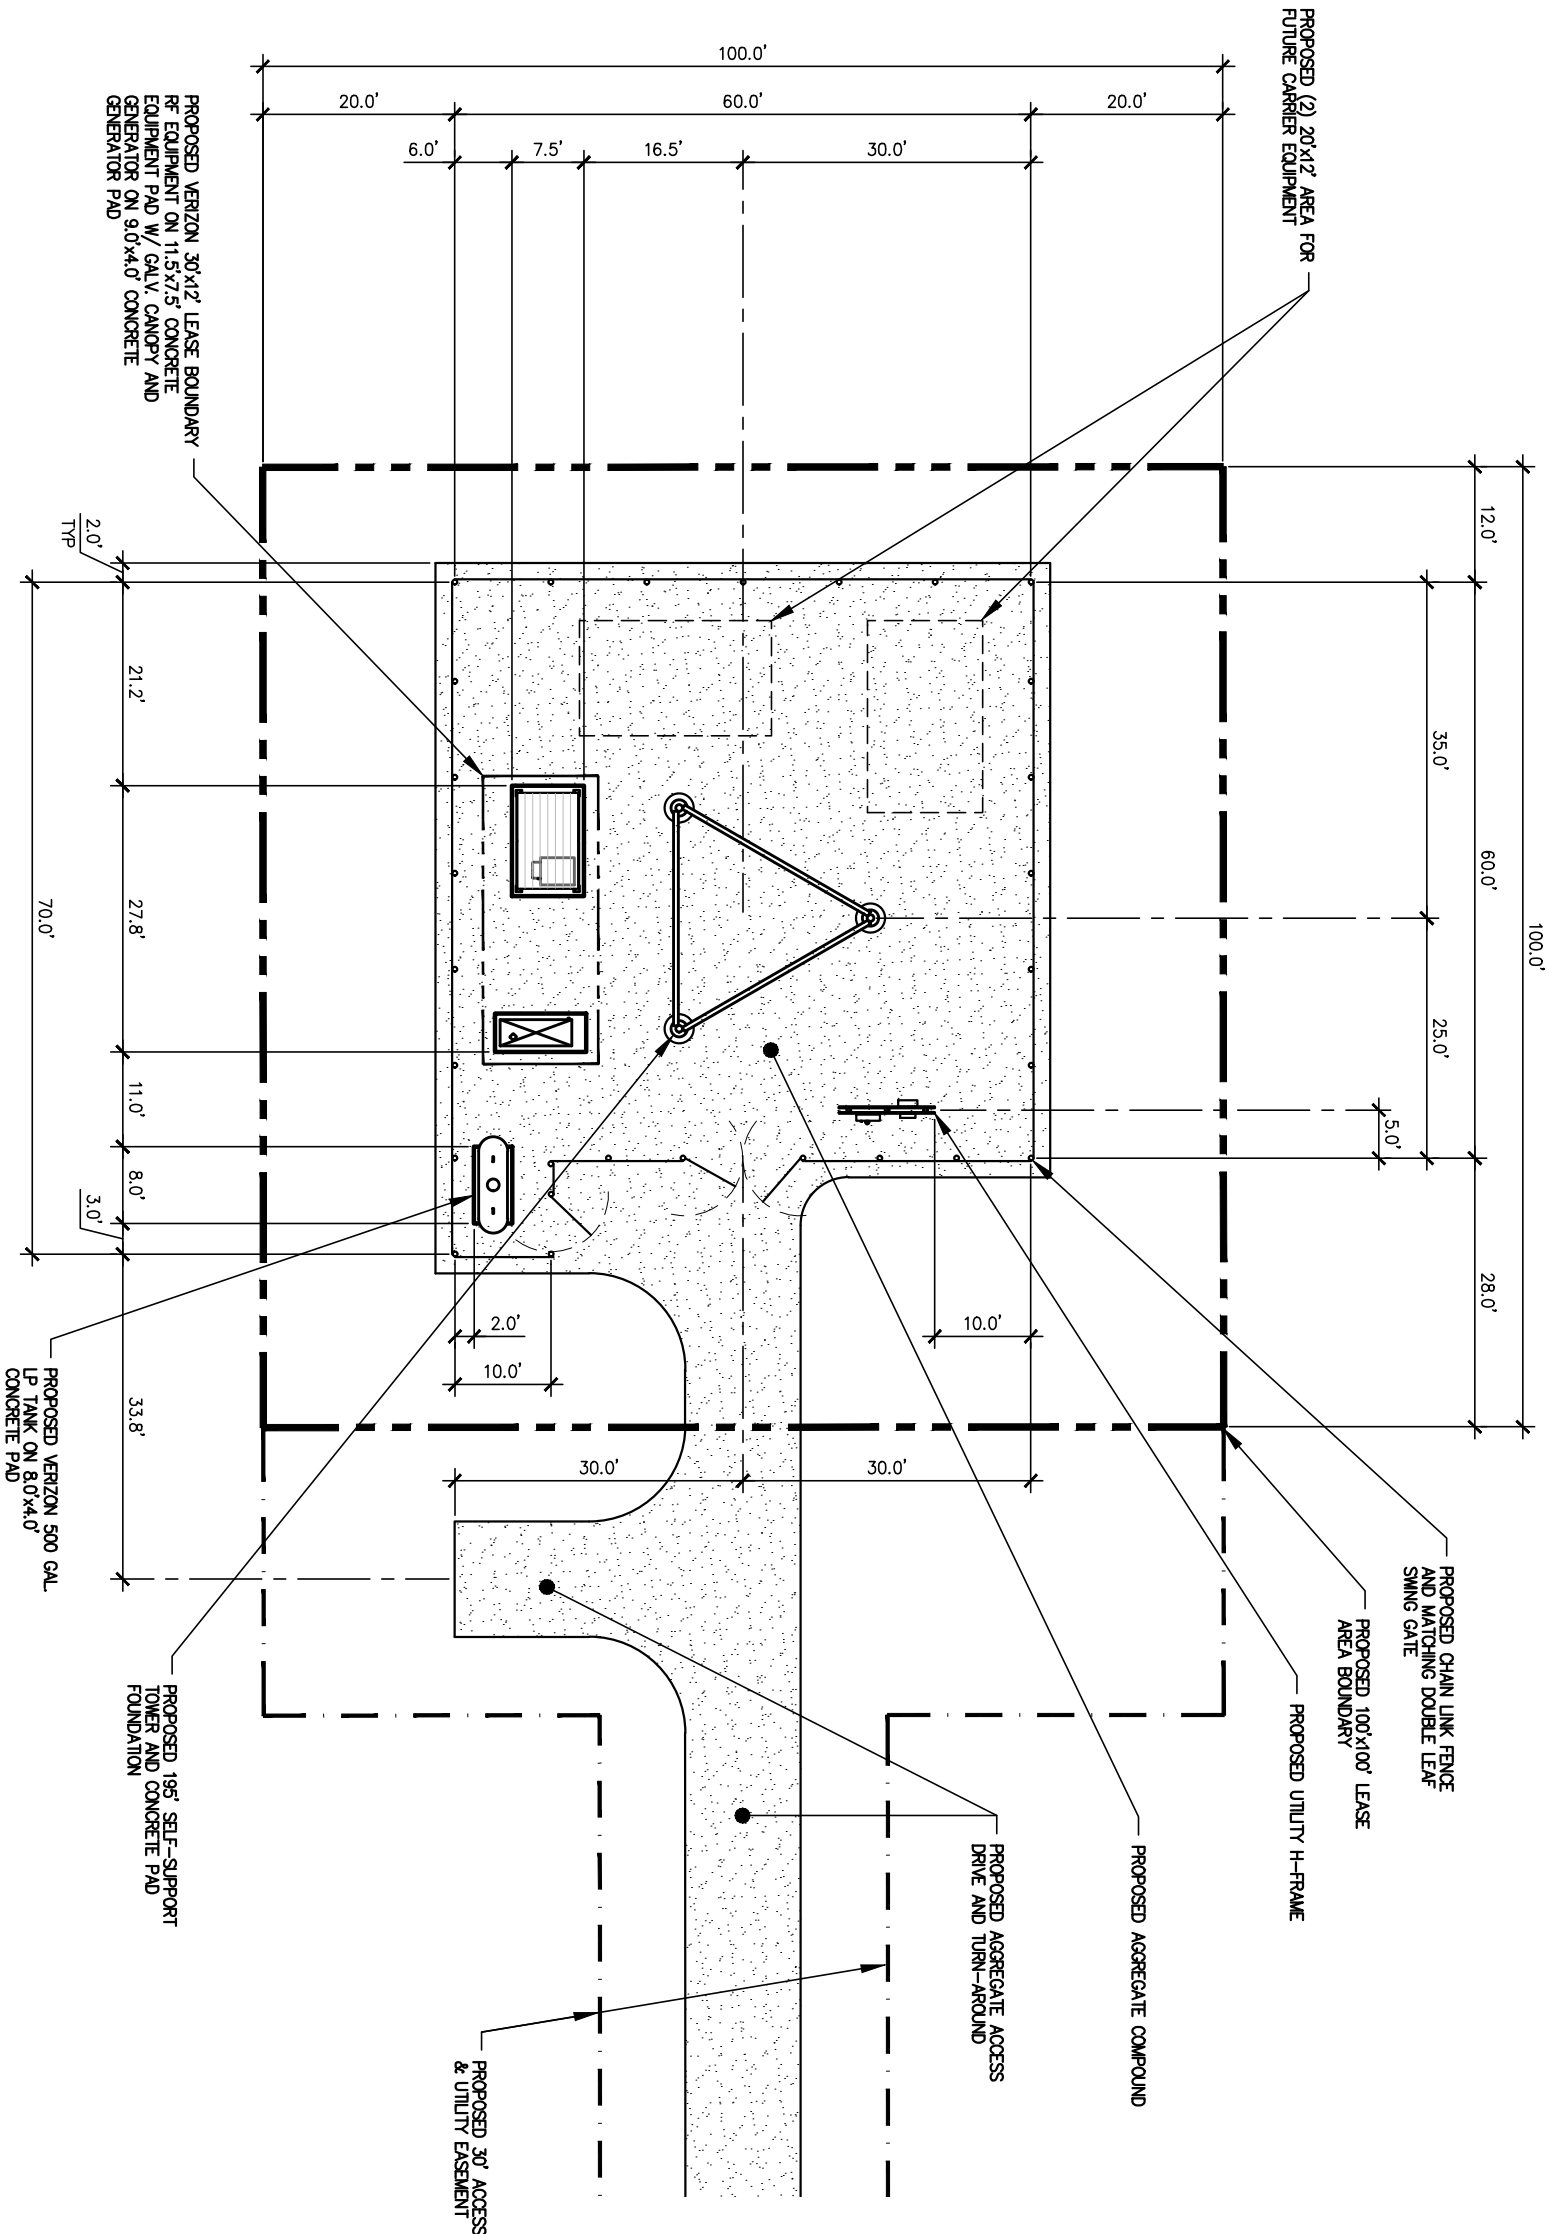 PROPOSED (2) 20'x12' AREA FOR
FUTURE CARRIER EQUIPMENT
100.0'
20.0'
60.0'
20.0'
6.0'
7.5'
16.5'
30.0'
PROPOSED VERIZON 30'x12' LEASE BOUNDARY
RF EQUIPMENT ON 11.5'x7.5' CONCRETE
EQUIPMENT PAD W/ GALV. CANOPY AND
GENERATOR ON 9.0'x4.0' CONCRETE
GENERATOR PAD
100.0'
12.0'
60.0'
28.0'
35.0'
25.0'
5.0'
2.0'
TYP
21.2'
27.8'
11.0'
8.0'
3.0'
33.8'
70.0'
2.0'
10.0'
10.0'
30.0'
30.0'
PROPOSED CHAIN LINK FENCE
AND MATCHING DOUBLE LEAF
SWING GATE
PROPOSED 100'x100' LEASE
AREA BOUNDARY
PROPOSED UTILITY H-FRAME
PROPOSED AGGREGATE COMPOUND
PROPOSED AGGREGATE ACCESS
DRIVE AND TURN-AROUND
PROPOSED 30' ACCESS
& UTILITY EASEMENT
PROPOSED 195' SELF-SUPPORT
TOWER AND CONCRETE PAD
FOUNDATION
PROPOSED VERIZON 500 GAL.
LP TANK ON 8.0'x4.0'
CONCRETE PAD